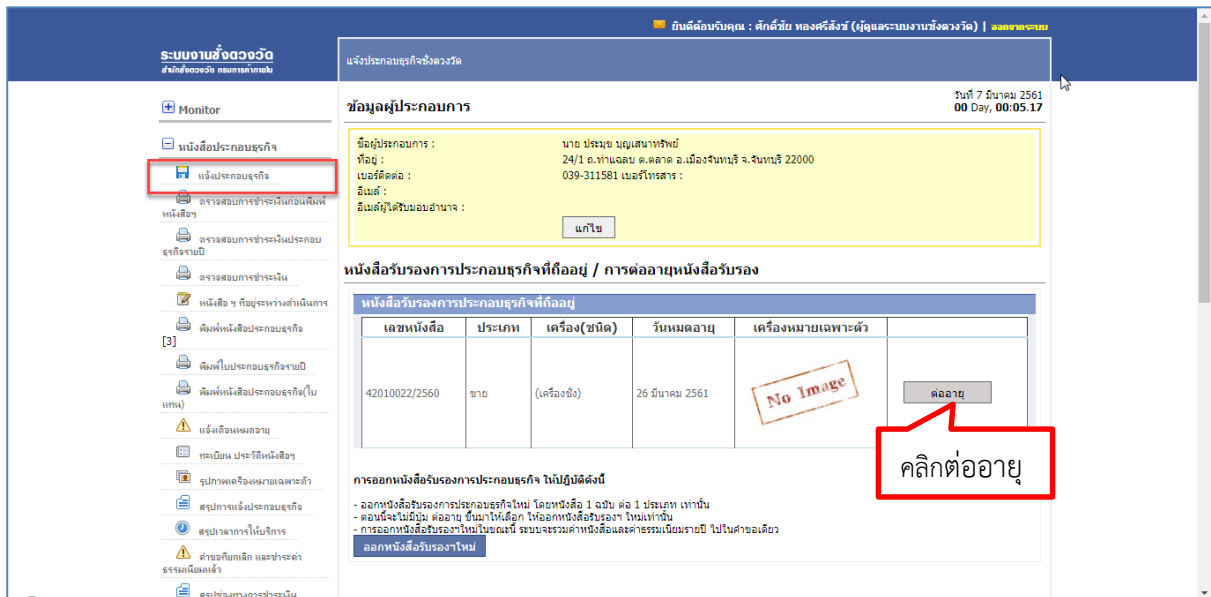 ยินดีต้อนรับคุณ : ศักดิ์ชัย ทองศรีสังข์ (ผู้ดูแลระบบงานชั่งตวงวัด) | ออกจากระบบ
ระบบงานชั่งตวงวัด
สำนักชั่งตวงวัด กรมการค้าภายใน
แจ้งประกอบธุรกิจชั่งตวงวัด
วันที่ 7 มีนาคม 2561
00 Day, 00:05.17
Monitor
หนังสือประกอบธุรกิจ
แจ้งประกอบธุรกิจ
ตรวจสอบการชำระเงินก่อนพิมพ์
หนังสือฯ
ตรวจสอบการชำระเงินประกอบ
ธุรกิจรายปี
ตรวจสอบการชำระเงิน
หนังสือ ฯ ที่อยู่ระหว่างดำเนินการ
พิมพ์หนังสือประกอบธุรกิจ
[3]
พิมพ์ใบประกอบธุรกิจรายปี
พิมพ์หนังสือประกอบธุรกิจ(ใบ
แทน)
แจ้งเตือนหมดอายุ
ทะเบียน ประวัติหนังสือฯ
รูปภาพเครื่องหมายเฉพาะตัว
สรุปการแจ้งประกอบธุรกิจ
สรุปเวลาการให้บริการ
คำขอที่ยกเลิก และชำระค่า
ธรรมเนียมแล้ว
สรุปช่องทางการชำระเงิน
ข้อมูลผู้ประกอบการ
ชื่อผู้ประกอบการ : นาย ประมุข บุญเสนาทรัพย์
ที่อยู่ : 24/1 ถ.ท่าแฉลบ ต.ตลาด อ.เมืองจันทบุรี จ.จันทบุรี 22000
เบอร์ติดต่อ : 039-311581 เบอร์โทรสาร :
อีเมล์ :
อีเมล์ผู้ได้รับมอบอำนาจ :
แก้ไข
หนังสือรับรองการประกอบธุรกิจที่ถืออยู่ / การต่ออายุหนังสือรับรอง
หนังสือรับรองการประกอบธุรกิจที่ถืออยู่
เลขหนังสือ ประเภท เครื่อง(ชนิด) วันหมดอายุ เครื่องหมายเฉพาะตัว
42010022/2560 ขาย (เครื่องชั่ง) 26 มีนาคม 2561 No Image ต่ออายุ
คลิกต่ออายุ
การออกหนังสือรับรองการประกอบธุรกิจ ให้ปฏิบัติดังนี้
- ออกหนังสือรับรองการประกอบธุรกิจใหม่ โดยหนังสือ 1 ฉบับ ต่อ 1 ประเภท เท่านั้น
- ตอนนี้จะไม่มีปุ่ม ต่ออายุ ขึ้นมาให้เลือก ให้ออกหนังสือรับรองฯ ใหม่เท่านั้น
- การออกหนังสือรับรองฯใหม่ในขณะนี้ ระบบจะรวมค่าหนังสือและค่าธรรมเนียมรายปี ไปในคำขอเดียว
ออกหนังสือรับรองฯใหม่